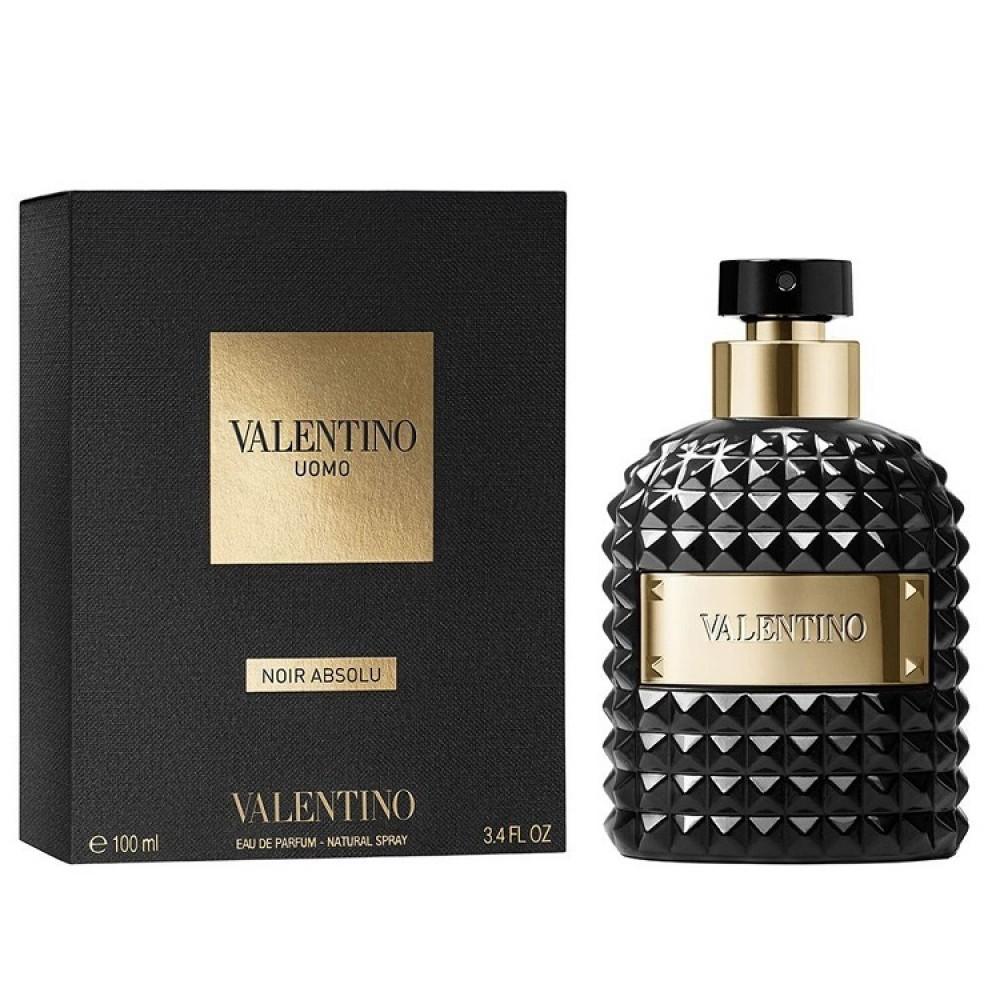 VALENTINO
UOMO
NOIR ABSOLU
VALENTINO
EAU DE PARFUM - NATURAL SPRAY
e 100 ml
3.4 FL OZ
VALENTINO